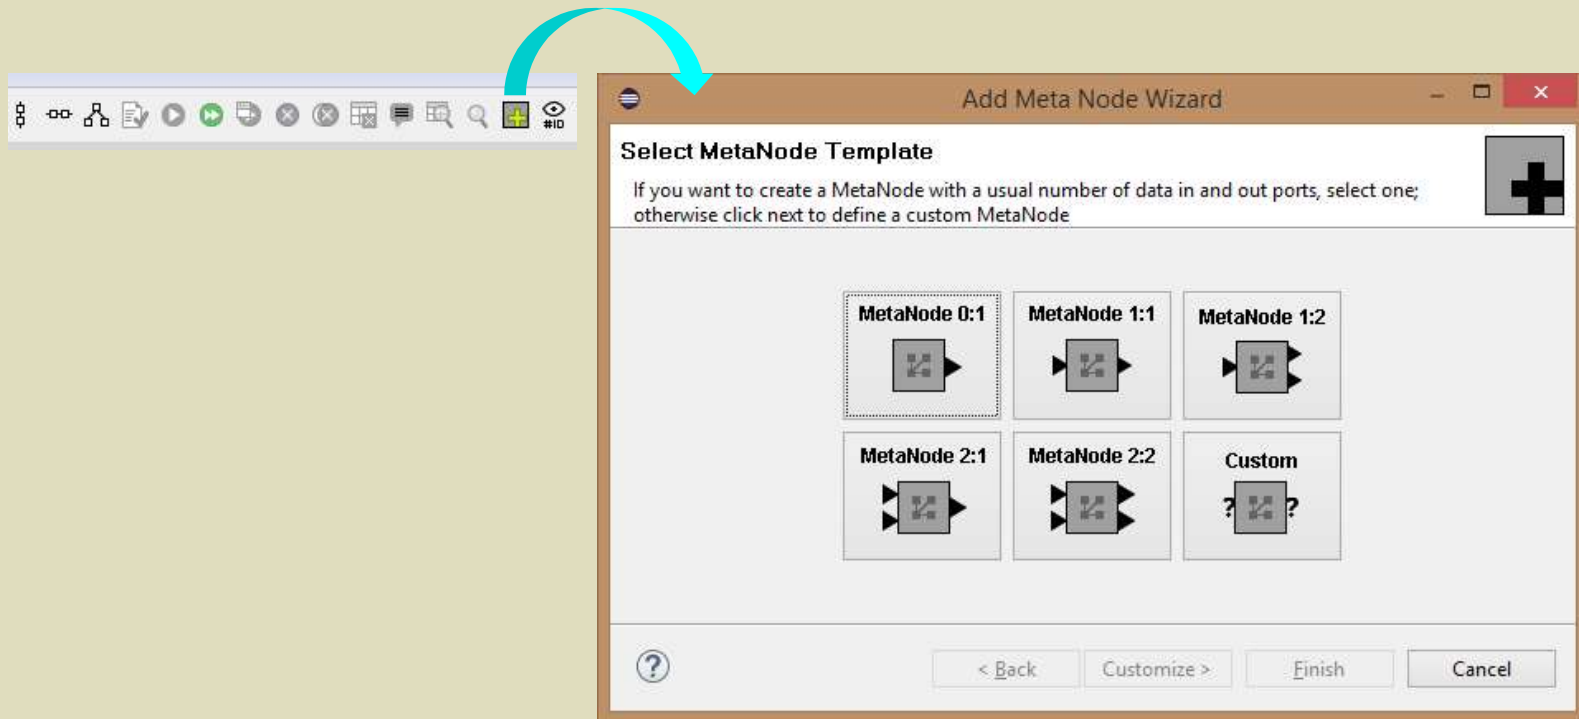 #ID
Add Meta Node Wizard
Select MetaNode Template
If you want to create a MetaNode with a usual number of data in and out ports, select one;
otherwise click next to define a custom MetaNode
MetaNode 0:1
MetaNode 1:1
MetaNode 1:2
MetaNode 2:1
MetaNode 2:2
Custom
? ?
?
< Back
Customize >
Finish
Cancel